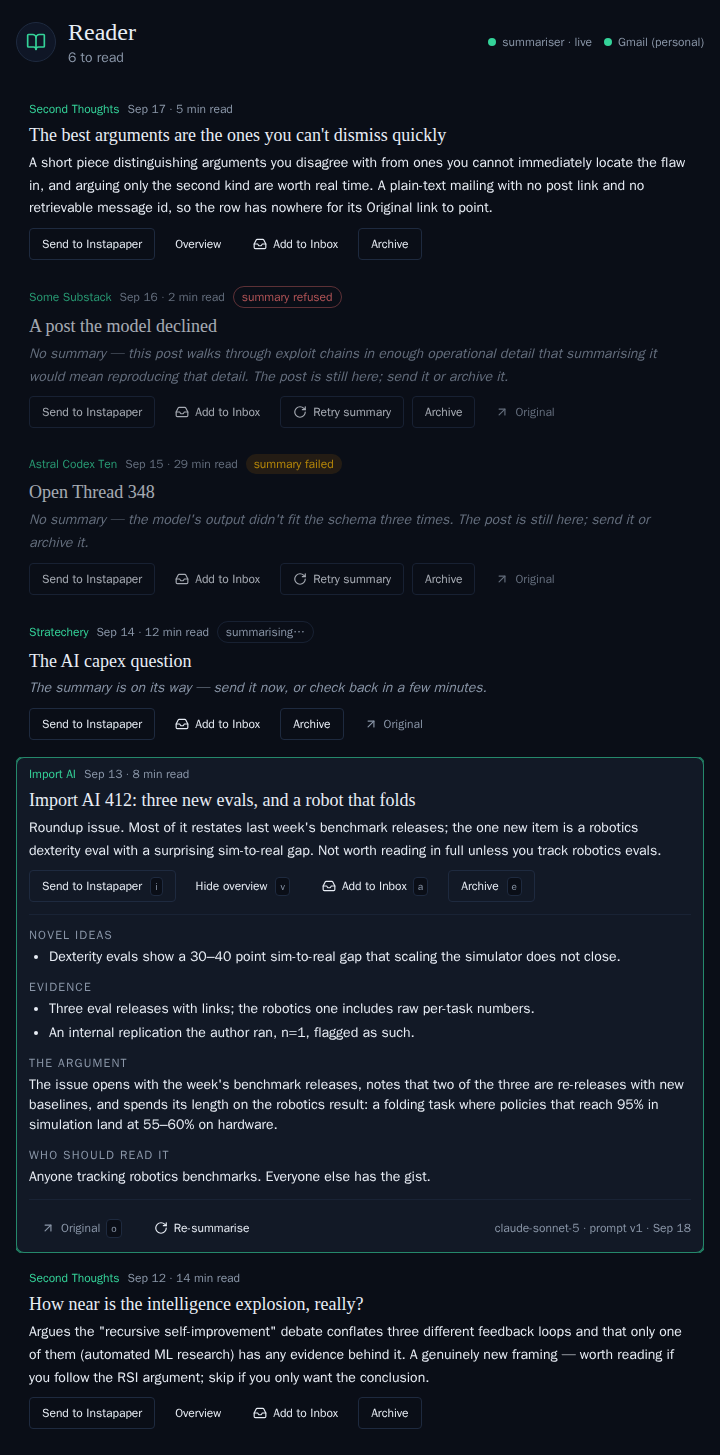 Reader
6 to read
summariser · live
Gmail (personal)
Second Thoughts Sep 17 · 5 min read
The best arguments are the ones you can't dismiss quickly
A short piece distinguishing arguments you disagree with from ones you cannot immediately locate the flaw
in, and arguing only the second kind are worth real time. A plain-text mailing with no post link and no
retrievable message id, so the row has nowhere for its Original link to point.
Send to Instapaper Overview Add to Inbox Archive
Some Substack Sep 16 · 2 min read summary refused
A post the model declined
No summary — this post walks through exploit chains in enough operational detail that summarising it
would mean reproducing that detail. The post is still here; send it or archive it.
Send to Instapaper Add to Inbox Retry summary Archive Original
Astral Codex Ten Sep 15 · 29 min read summary failed
Open Thread 348
No summary — the model's output didn't fit the schema three times. The post is still here; send it or
archive it.
Send to Instapaper Add to Inbox Retry summary Archive Original
Stratechery Sep 14 · 12 min read summarising···
The AI capex question
The summary is on its way — send it now, or check back in a few minutes.
Send to Instapaper Add to Inbox Archive Original
Import AI Sep 13 · 8 min read
Import AI 412: three new evals, and a robot that folds
Roundup issue. Most of it restates last week's benchmark releases; the one new item is a robotics
dexterity eval with a surprising sim-to-real gap. Not worth reading in full unless you track robotics evals.
Send to Instapaper i Hide overview v Add to Inbox a Archive e
NOVEL IDEAS
• Dexterity evals show a 30–40 point sim-to-real gap that scaling the simulator does not close.
EVIDENCE
• Three eval releases with links; the robotics one includes raw per-task numbers.
• An internal replication the author ran, n=1, flagged as such.
THE ARGUMENT
The issue opens with the week's benchmark releases, notes that two of the three are re-releases with new
baselines, and spends its length on the robotics result: a folding task where policies that reach 95% in
simulation land at 55–60% on hardware.
WHO SHOULD READ IT
Anyone tracking robotics benchmarks. Everyone else has the gist.
Original o Re-summarise claude-sonnet-5 · prompt v1 · Sep 18
Second Thoughts Sep 12 · 14 min read
How near is the intelligence explosion, really?
Argues the "recursive self-improvement" debate conflates three different feedback loops and that only one
of them (automated ML research) has any evidence behind it. A genuinely new framing — worth reading if
you follow the RSI argument; skip if you only want the conclusion.
Send to Instapaper Overview Add to Inbox Archive